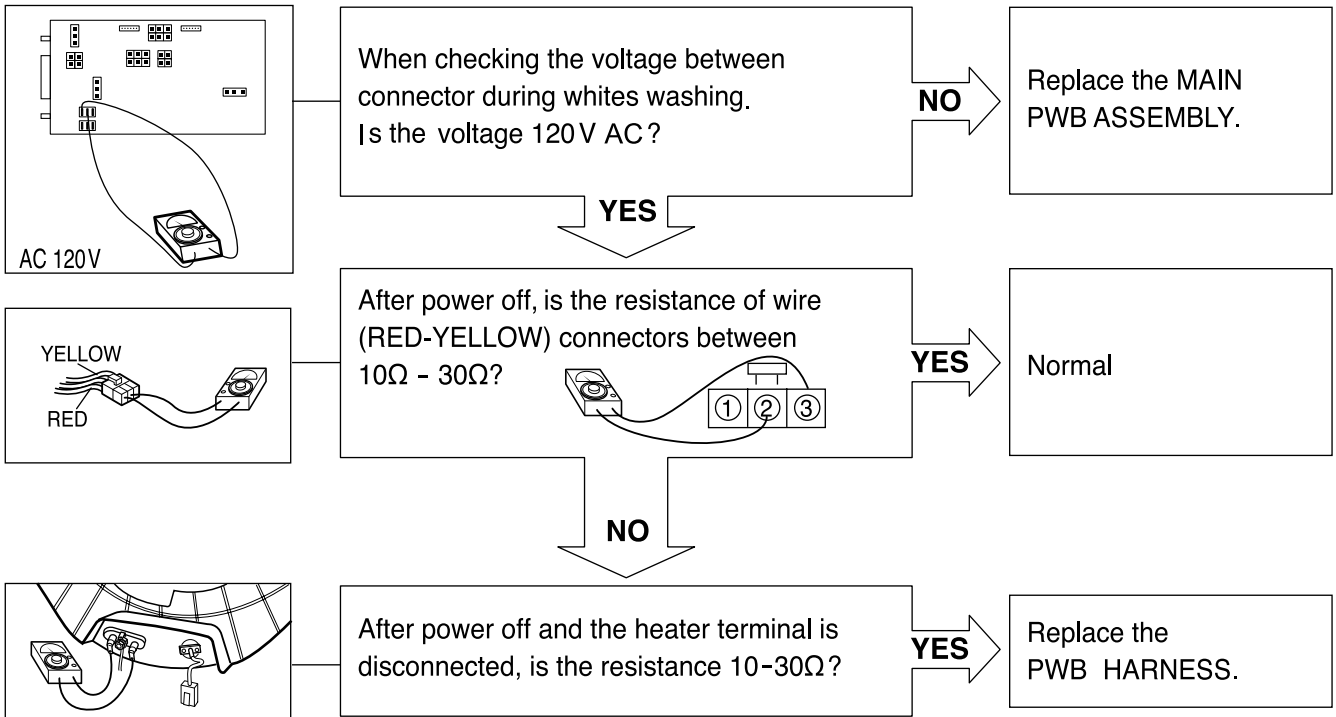 AC 120V
When checking the voltage between
connector during whites washing.
Is the voltage 120V AC?
NO
Replace the MAIN
PWB ASSEMBLY.
YES
YELLOW
RED
After power off, is the resistance of wire
(RED-YELLOW) connectors between
10Ω - 30Ω?
① ② ③
YES
Normal
NO
After power off and the heater terminal is
disconnected, is the resistance 10-30Ω?
YES
Replace the
PWB HARNESS.